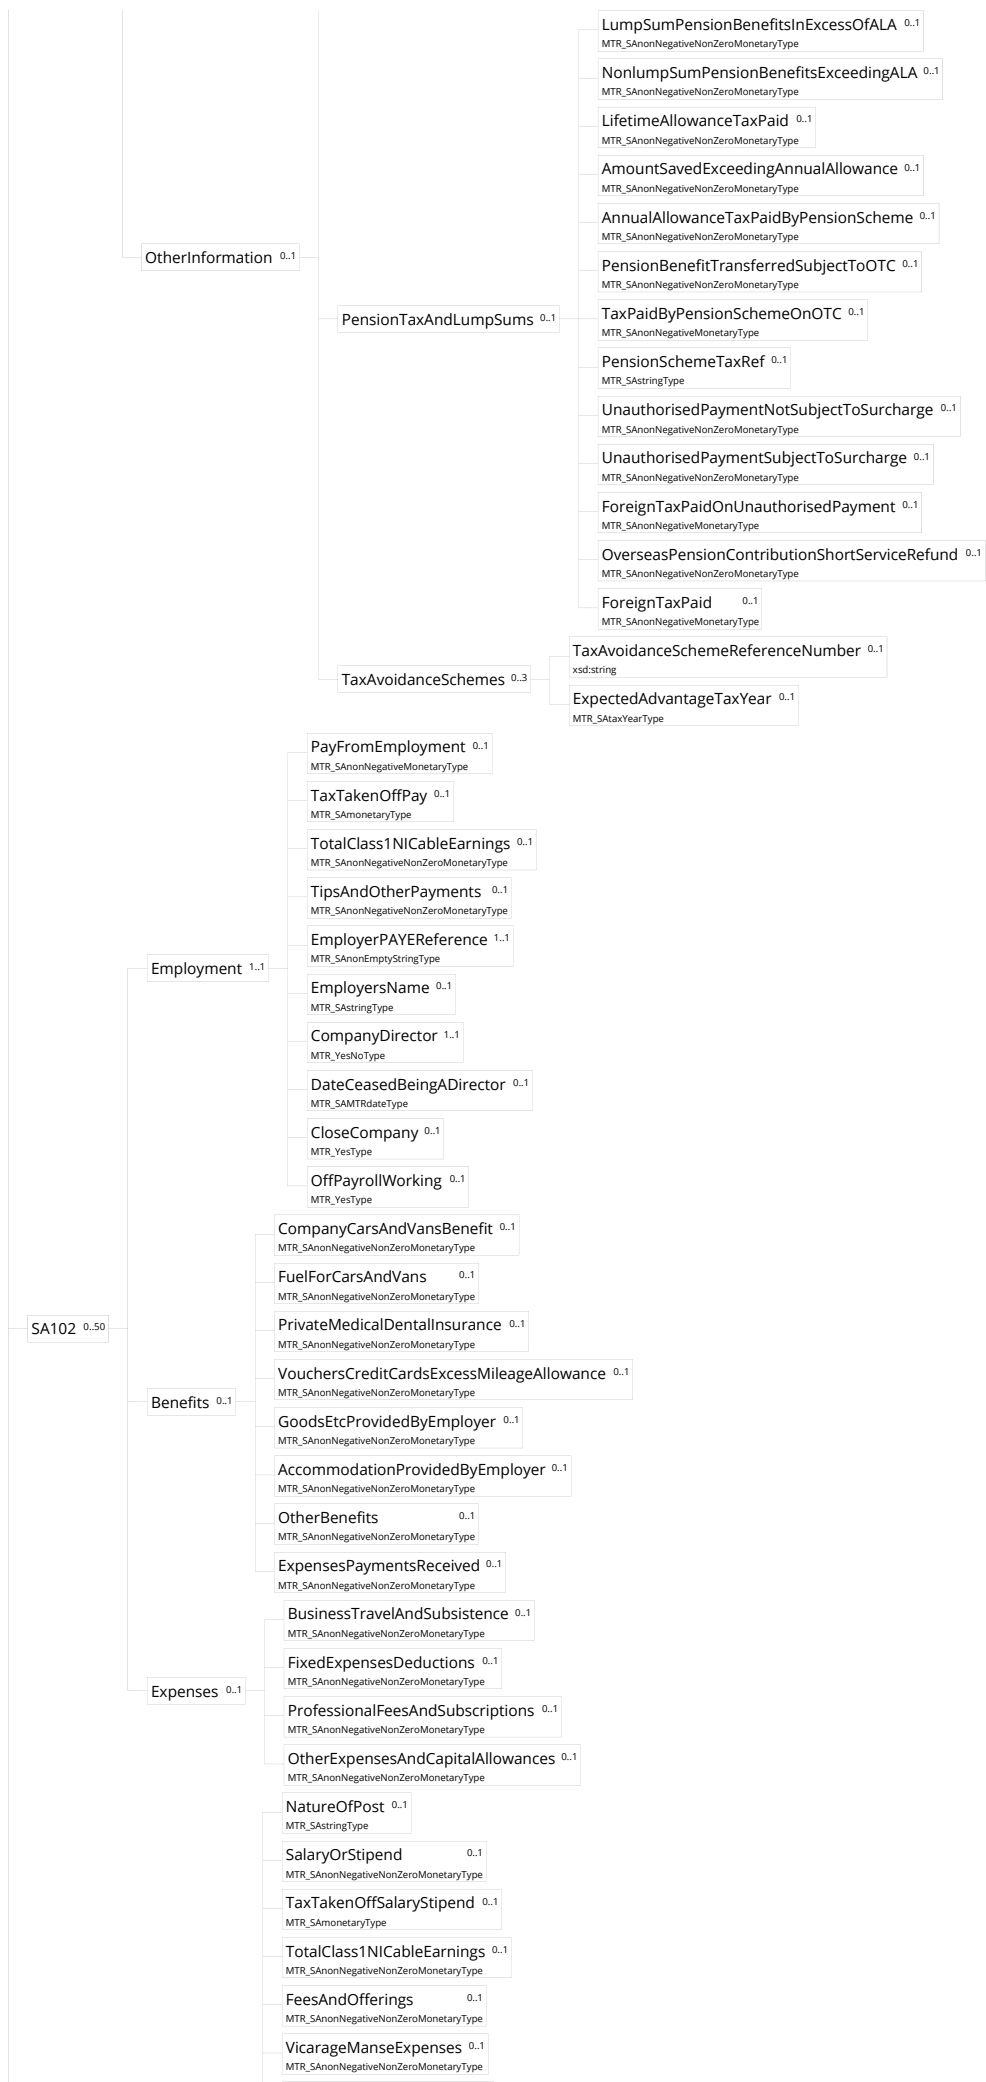 LumpSumPensionBenefitsInExcessOfALA 0..1
MTR_SAnonNegativeNonZeroMonetaryType
NonlumpSumPensionBenefitsExceedingALA 0..1
MTR_SAnonNegativeNonZeroMonetaryType
LifetimeAllowanceTaxPaid 0..1
MTR_SAnonNegativeNonZeroMonetaryType
AmountSavedExceedingAnnualAllowance 0..1
MTR_SAnonNegativeNonZeroMonetaryType
AnnualAllowanceTaxPaidByPensionScheme 0..1
MTR_SAnonNegativeNonZeroMonetaryType
OtherInformation 0..1
PensionBenefitTransferredSubjectToOTC 0..1
MTR_SAnonNegativeNonZeroMonetaryType
PensionTaxAndLumpSums 0..1
TaxPaidByPensionSchemeOnOTC 0..1
MTR_SAnonNegativeMonetaryType
PensionSchemeTaxRef 0..1
MTR_SAstringType
UnauthorisedPaymentNotSubjectToSurcharge 0..1
MTR_SAnonNegativeNonZeroMonetaryType
UnauthorisedPaymentSubjectToSurcharge 0..1
MTR_SAnonNegativeNonZeroMonetaryType
ForeignTaxPaidOnUnauthorisedPayment 0..1
MTR_SAnonNegativeMonetaryType
OverseasPensionContributionShortServiceRefund 0..1
MTR_SAnonNegativeNonZeroMonetaryType
ForeignTaxPaid 0..1
MTR_SAnonNegativeMonetaryType
TaxAvoidanceSchemes 0..3
TaxAvoidanceSchemeReferenceNumber 0..1
xsd:string
ExpectedAdvantageTaxYear 0..1
MTR_SAtaxYearType
PayFromEmployment 0..1
MTR_SAnonNegativeMonetaryType
TaxTakenOffPay 0..1
MTR_SAmonetaryType
TotalClass1NICableEarnings 0..1
MTR_SAnonNegativeNonZeroMonetaryType
TipsAndOtherPayments 0..1
MTR_SAnonNegativeNonZeroMonetaryType
EmployerPAYEReference 1..1
MTR_SAnonEmptyStringType
Employment 1..1
EmployersName 0..1
MTR_SAstringType
CompanyDirector 1..1
MTR_YesNoType
DateCeasedBeingADirector 0..1
MTR_SAMTRdateType
CloseCompany 0..1
MTR_YesType
OffPayrollWorking 0..1
MTR_YesType
CompanyCarsAndVansBenefit 0..1
MTR_SAnonNegativeNonZeroMonetaryType
FuelForCarsAndVans 0..1
MTR_SAnonNegativeNonZeroMonetaryType
SA102 0..50
PrivateMedicalDentalInsurance 0..1
MTR_SAnonNegativeNonZeroMonetaryType
VouchersCreditCardsExcessMileageAllowance 0..1
MTR_SAnonNegativeNonZeroMonetaryType
Benefits 0..1
GoodsEtcProvidedByEmployer 0..1
MTR_SAnonNegativeNonZeroMonetaryType
AccommodationProvidedByEmployer 0..1
MTR_SAnonNegativeNonZeroMonetaryType
OtherBenefits 0..1
MTR_SAnonNegativeNonZeroMonetaryType
ExpensesPaymentsReceived 0..1
MTR_SAnonNegativeNonZeroMonetaryType
BusinessTravelAndSubsistence 0..1
MTR_SAnonNegativeNonZeroMonetaryType
FixedExpensesDeductions 0..1
MTR_SAnonNegativeNonZeroMonetaryType
Expenses 0..1
ProfessionalFeesAndSubscriptions 0..1
MTR_SAnonNegativeNonZeroMonetaryType
OtherExpensesAndCapitalAllowances 0..1
MTR_SAnonNegativeNonZeroMonetaryType
NatureOfPost 0..1
MTR_SAstringType
SalaryOrStipend 0..1
MTR_SAnonNegativeNonZeroMonetaryType
TaxTakenOffSalaryStipend 0..1
MTR_SAmonetaryType
TotalClass1NICableEarnings 0..1
MTR_SAnonNegativeNonZeroMonetaryType
FeesAndOfferings 0..1
MTR_SAnonNegativeNonZeroMonetaryType
VicarageManseExpenses 0..1
MTR_SAnonNegativeNonZeroMonetaryType